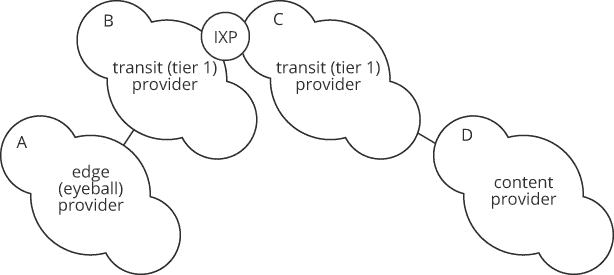 B
IXP
C
transit (tier 1)
provider
transit (tier 1)
provider
A
edge
(eyeball)
provider
D
content
provider